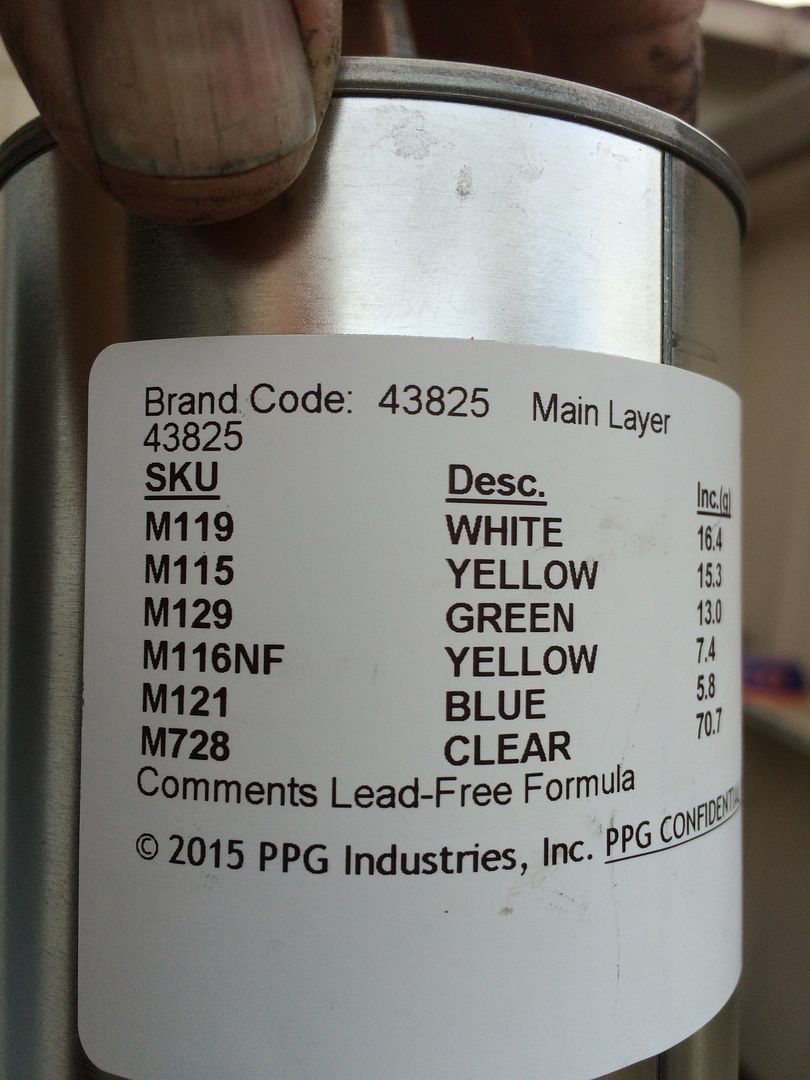 Brand Code: 43825 Main Layer
43825
SKU Desc. Inc.(g)
M119 WHITE 16.4
M115 YELLOW 15.3
M129 GREEN 13.0
M116NF YELLOW 7.4
M121 BLUE 5.8
M728 CLEAR 70.7
Comments Lead-Free Formula
© 2015 PPG Industries, Inc. PPG CONFIDENTIAL